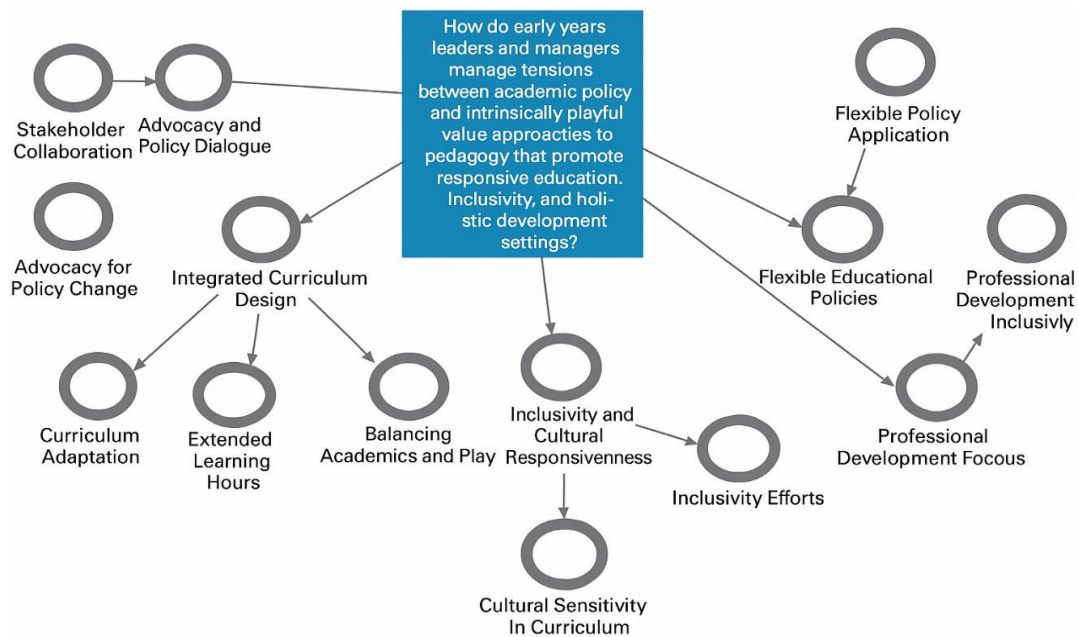 How do early years
leaders and managers
manage tensions
between academic policy
and intrinsically playful
value approacties to
pedagogy that promote
responsive education.
Inclusivity, and holi-
stic development
settings?
Stakeholder
Collaboration
Advocacy and
Policy Dialogue
Flexible Policy
Application
Advocacy for
Policy Change
Integrated Curriculum
Design
Flexible Educational
Policies
Professional
Development
Inclusivly
Curriculum
Adaptation
Extended
Learning
Hours
Balancing
Academics and Play
Inclusivity and
Cultural
Responsivenness
Inclusivity Efforts
Professional
Development Focous
Cultural Sensitivity
In Curriculum